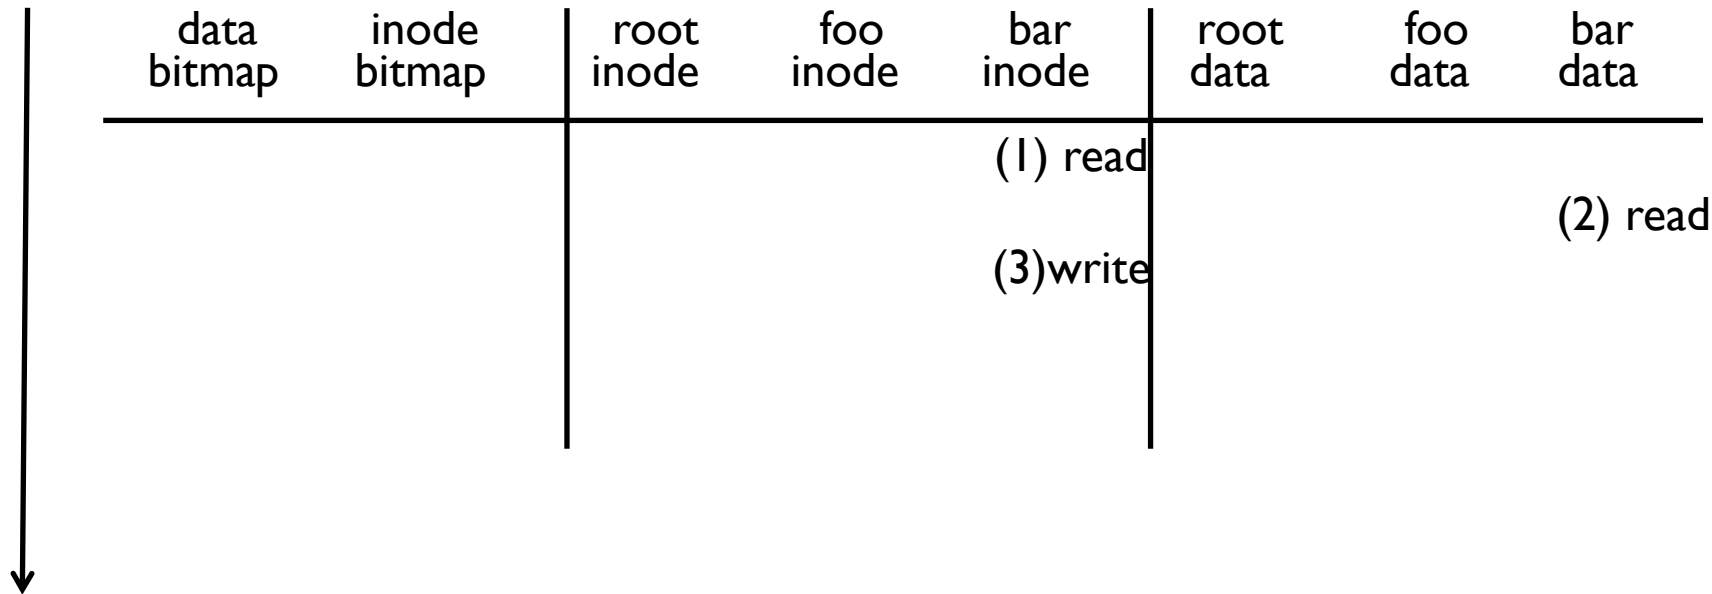 data inode root foo bar root foo bar
bitmap bitmap inode inode inode data data data
(1) read
(2) read
(3)write